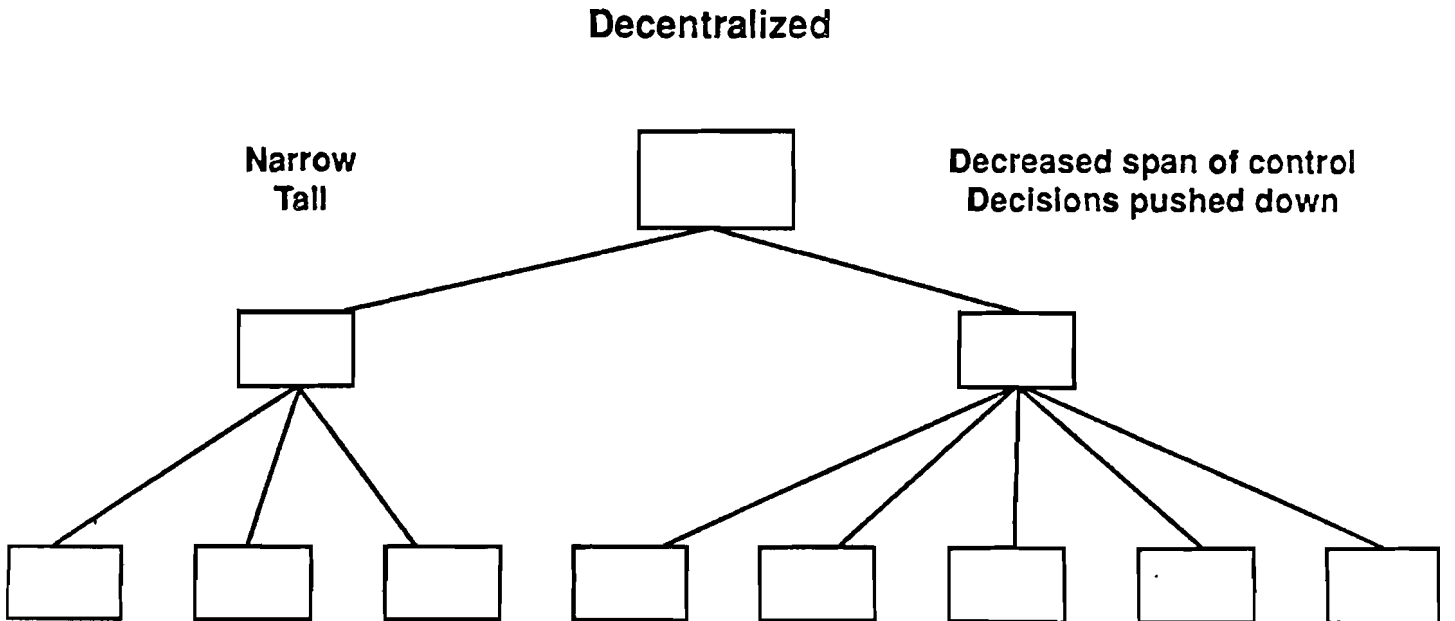 Decentralized
Narrow
Tall
Decreased span of control
Decisions pushed down